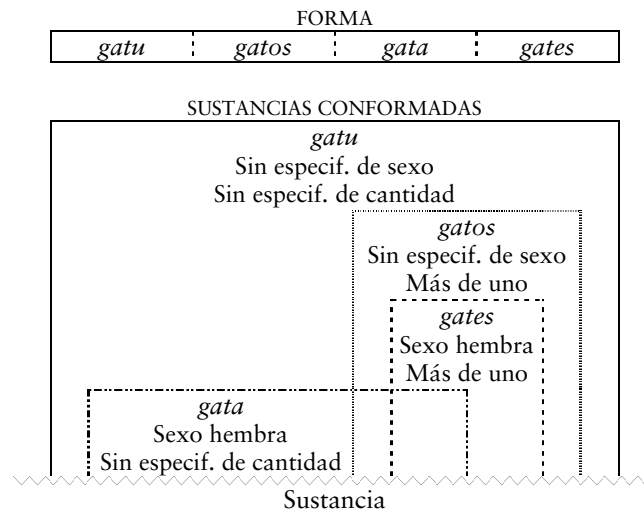 FORMA
gatu gatos gata gates
SUSTANCIAS CONFORMADAS
gatu
Sin especif. de sexo
Sin especif. de cantidad
gatos
Sin especif. de sexo
Más de uno
gates
Sexo hembra
Más de uno
gata
Sexo hembra
Sin especif. de cantidad
Sustancia